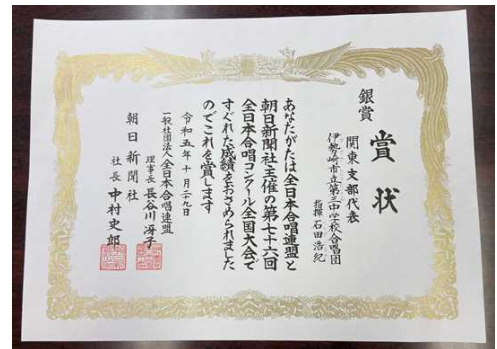 賞状
銀賞
関東支部代表
伊勢崎市立第三中学校合唱団
指揮 石田浩紀
あなたがたは全日本合唱連盟と
朝日新聞社主催の第七十六回
全日本合唱コンクール全国大会で
すぐれた成績をおさめられました
のでこれを賞します
令和五年十月二十九日
一般社団法人全日本合唱連盟
理事長 長谷川冴子
朝日新聞社
社長 中村史郎